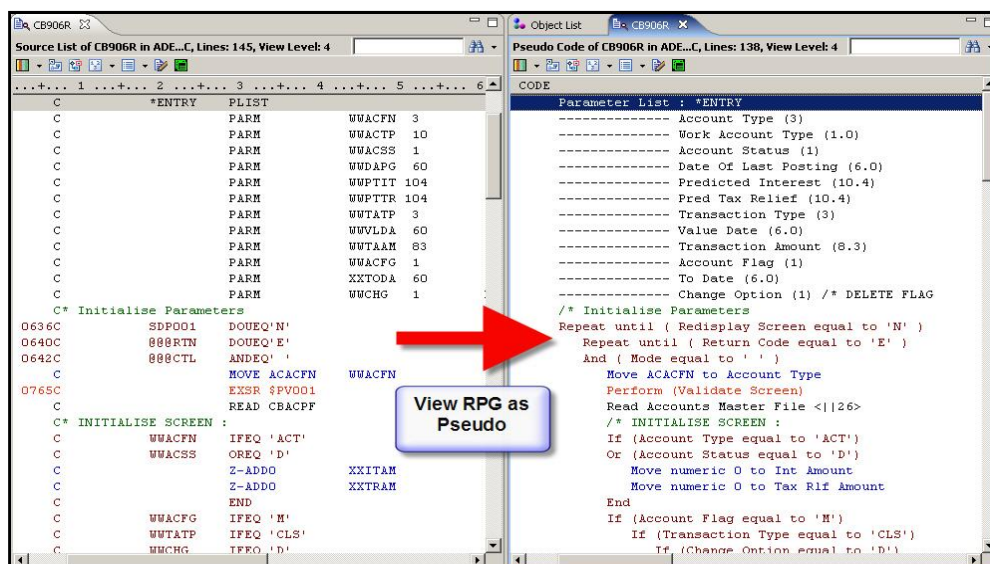 CB906R
Source List of CB906R in ADE...C, Lines: 145, View Level: 4
...+... 1 ...+... 2 ...+... 3 ...+... 4 ...+... 5 ...+... 6
C *ENTRY PLIST
C PARM WWACFN 3
C PARM WWACTP 10
C PARM WWACSS 1
C PARM WWDAPG 60
C PARM WWPTIT 104
C PARM WWPTTR 104
C PARM WWTATP 3
C PARM WWVLDA 60
C PARM WWTAAM 83
C PARM WWACFG 1
C PARM XXTODA 60
C PARM WWCHG 1
C* Initialise Parameters
0636C SDP001 DOUEQ'N'
0640C @@@RTN DOUEQ'E'
0642C @@@CTL ANDEQ' '
C MOVE ACACFN WWACFN
0765C EXSR $PV001
C READ CBACPF
C* INITIALISE SCREEN :
C WWACFN IFEQ 'ACT'
C WWACSS OREQ 'D'
C Z-ADD0 XXITAM
C Z-ADD0 XXTRAM
C END
C WWACFG IFEQ 'M'
C WWTATP IFEQ 'CLS'
C WWCHG IFEQ 'D'
View RPG as
Pseudo
Object List
CB906R
Pseudo Code of CB906R in ADE...C, Lines: 138, View Level: 4
CODE
Parameter List : *ENTRY
-------------- Account Type (3)
-------------- Work Account Type (1.0)
-------------- Account Status (1)
-------------- Date Of Last Posting (6.0)
-------------- Predicted Interest (10.4)
-------------- Pred Tax Relief (10.4)
-------------- Transaction Type (3)
-------------- Value Date (6.0)
-------------- Transaction Amount (8.3)
-------------- Account Flag (1)
-------------- To Date (6.0)
-------------- Change Option (1) /* DELETE FLAG
/* Initialise Parameters
Repeat until ( Redisplay Screen equal to 'N' )
Repeat until ( Return Code equal to 'E' )
And ( Mode equal to ' ' )
Move ACACFN to Account Type
Perform (Validate Screen)
Read Accounts Master File <||26>
/* INITIALISE SCREEN :
If (Account Type equal to 'ACT')
Or (Account Status equal to 'D')
Move numeric 0 to Int Amount
Move numeric 0 to Tax Rlf Amount
End
If (Account Flag equal to 'M')
If (Transaction Type equal to 'CLS')
If (Change Option equal to 'D')